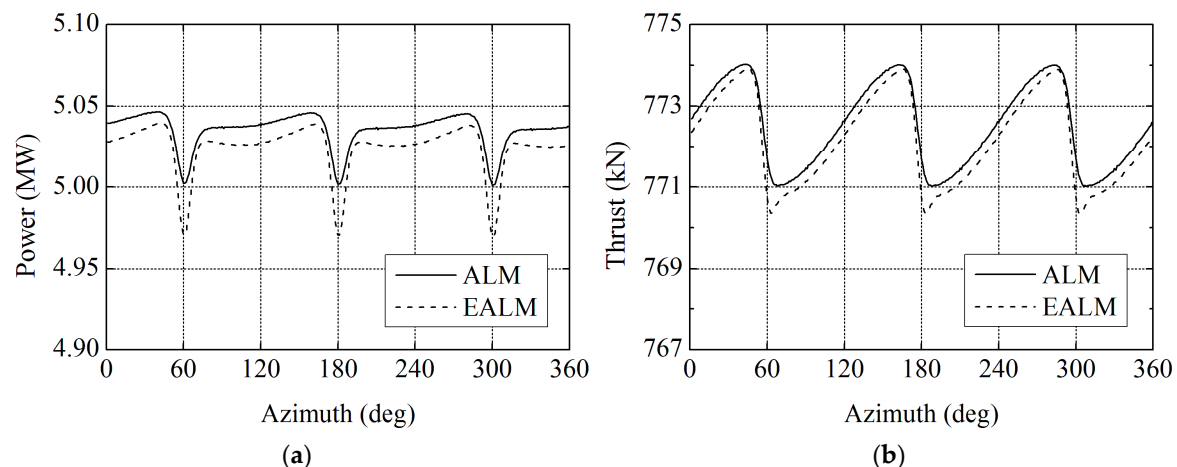 5.10
5.05
5.00
4.95
4.90
Power (MW)
ALM
EALM
0 60 120 180 240 300 360
Azimuth (deg)
(a)
775
773
771
769
767
Thrust (kN)
ALM
EALM
0 60 120 180 240 300 360
Azimuth (deg)
(b)